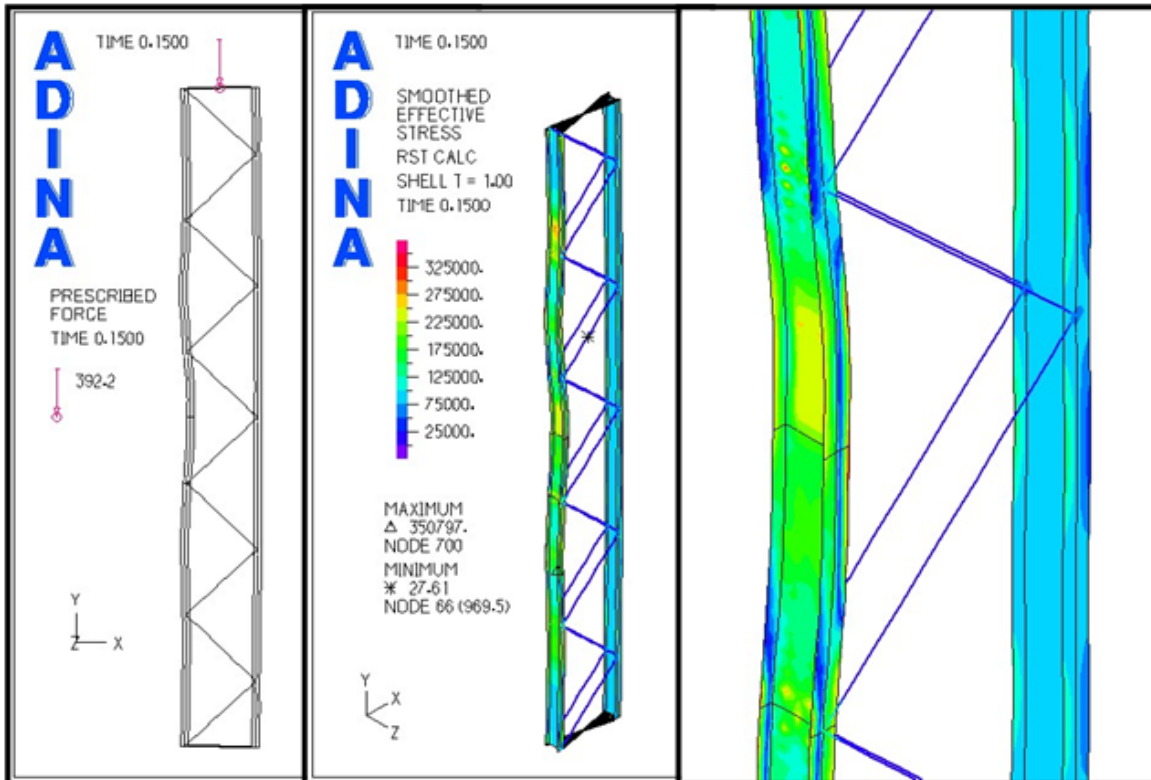 ADINA
TIME 0.1500
PRESCRIBED
FORCE
TIME 0.1500
392.2
Y
Z
X
ADINA
TIME 0.1500
SMOOTHED
EFFECTIVE
STRESS
RST CALC
SHELL T = 1.00
TIME 0.1500
325000.
275000.
225000.
175000.
125000.
75000.
25000.
MAXIMUM
Δ 350797.
NODE 700
MINIMUM
* 27.61
NODE 66 (969.5)
Y
X
Z